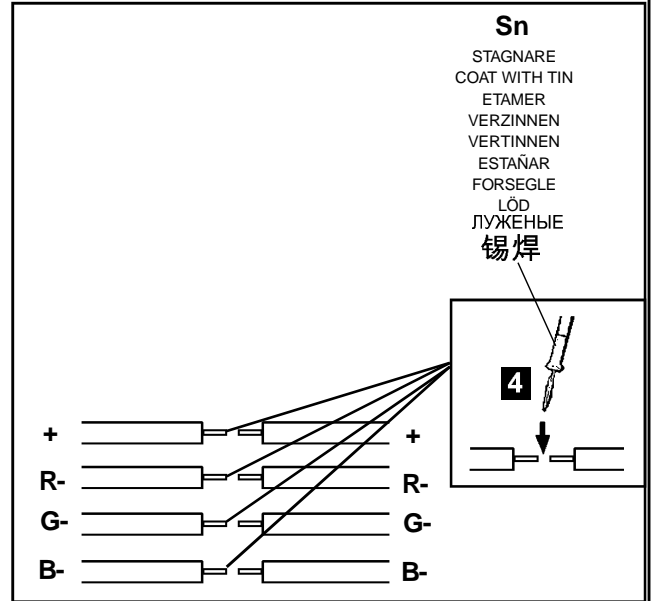 Sn
STAGNARE
COAT WITH TIN
ETAMER
VERZINNEN
VERTINNEN
ESTAÑAR
FORSEGLE
LÖD
ЛУЖЕНЫЕ
锡焊
4
+ +
R- R-
G- G-
B- B-